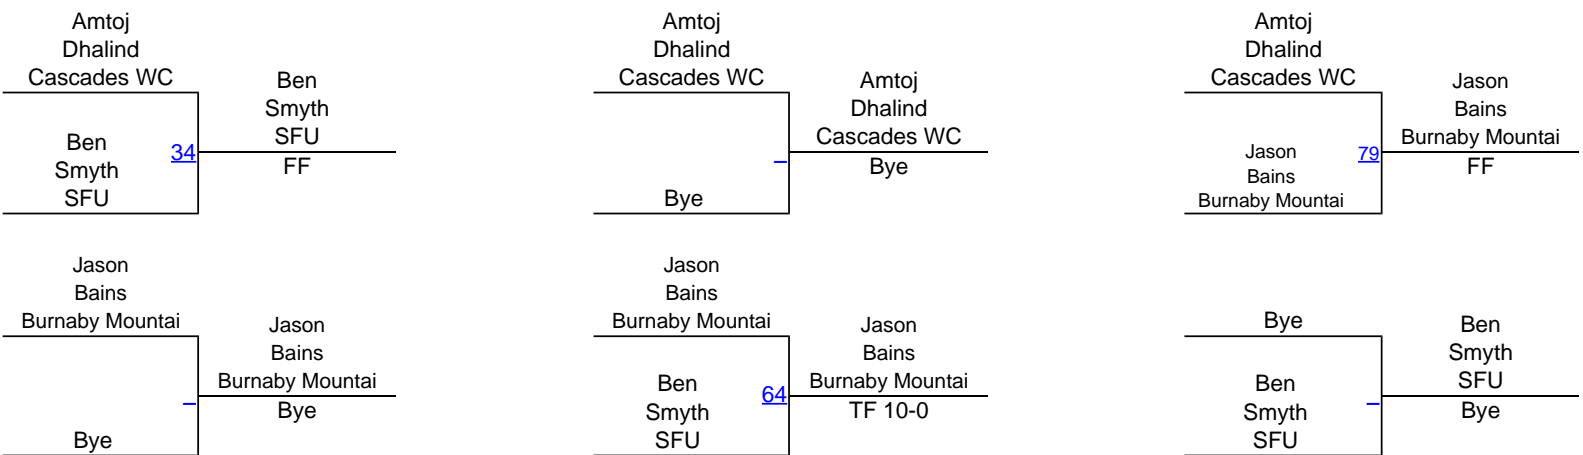 Amtoj
Dhalind
Cascades WC
Ben
Smyth
SFU
34
Ben
Smyth
SFU
FF
Amtoj
Dhalind
Cascades WC
Bye
Amtoj
Dhalind
Cascades WC
Bye
Amtoj
Dhalind
Cascades WC
Jason
Bains
Burnaby Mountai
79
Jason
Bains
Burnaby Mountai
FF
Jason
Bains
Burnaby Mountai
Bye
Jason
Bains
Burnaby Mountai
Bye
Jason
Bains
Burnaby Mountai
Ben
Smyth
SFU
64
Jason
Bains
Burnaby Mountai
TF 10-0
Bye
Ben
Smyth
SFU
Ben
Smyth
SFU
Bye